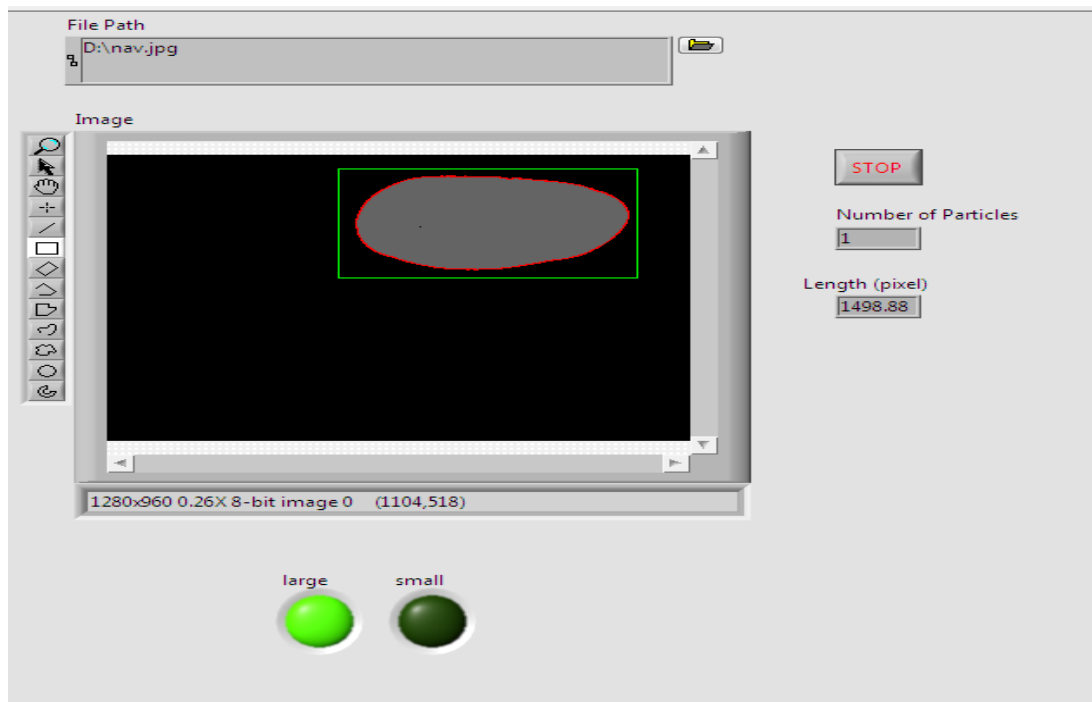 File Path
D:\nav.jpg
Image
STOP
Number of Particles
1
Length (pixel)
1498.88
1280x960 0.26X 8-bit image 0 (1104,518)
large small